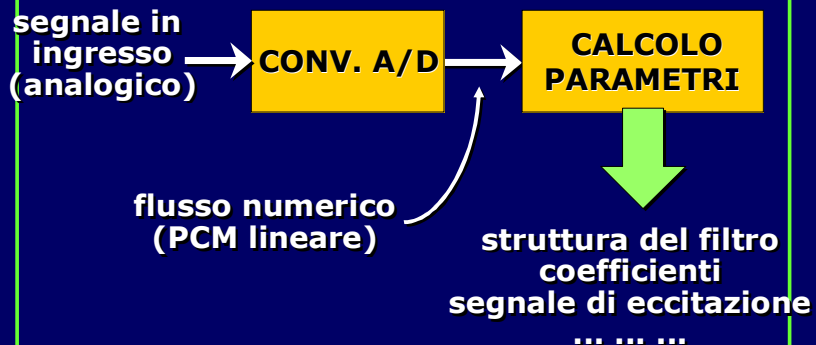 segnale in
ingresso
(analogico)
CONV. A/D
CALCOLO
PARAMETRI
flusso numerico
(PCM lineare)
struttura del filtro
coefficienti
segnale di eccitazione
... ... ...